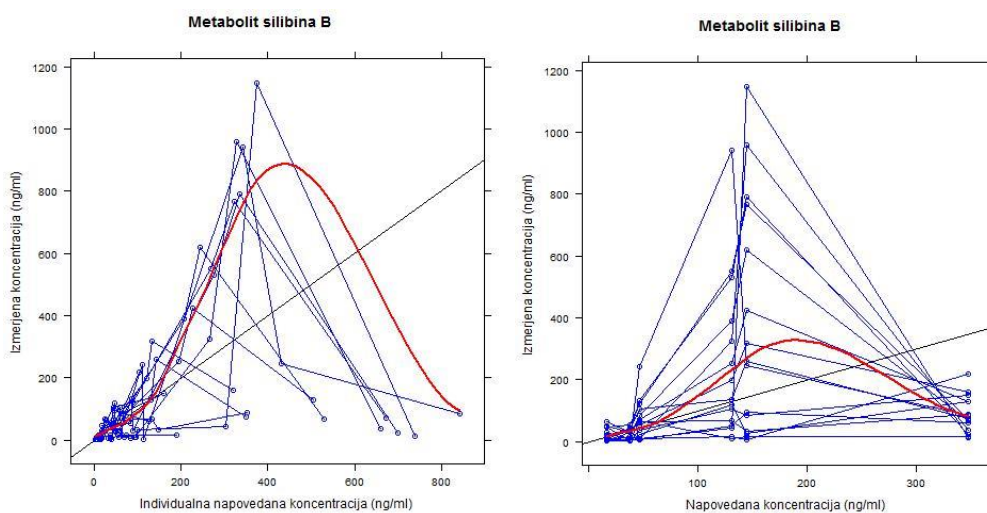 Metabolit silibina B
1200
1000
800
600
400
200
0
Izmerjena koncentracija (ng/ml)
0 200 400 600 800
Individualna napovedana koncentracija (ng/ml)
Metabolit silibina B
1200
1000
800
600
400
200
0
Izmerjena koncentracija (ng/ml)
100 200 300
Napovedana koncentracija (ng/ml)